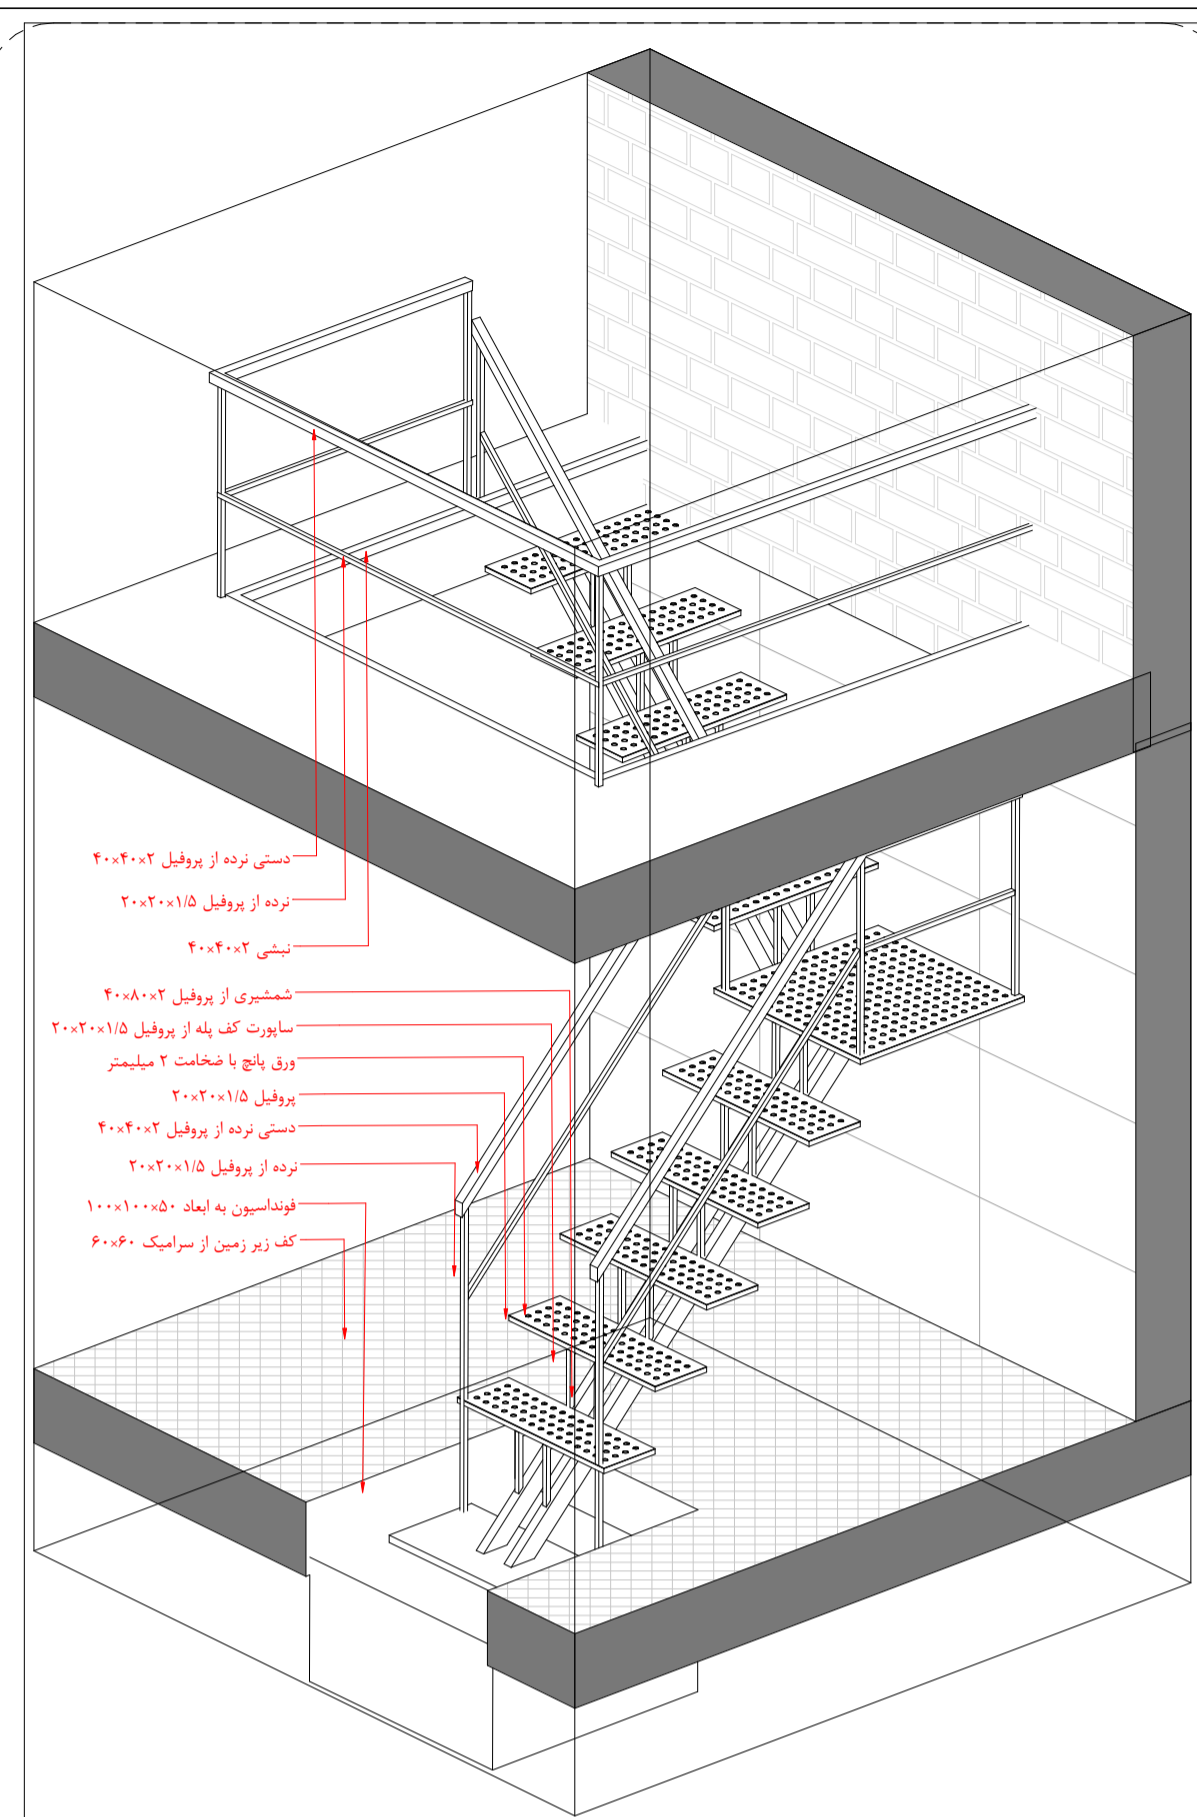 دستی نرده از پروفیل ۴۰×۴۰×۲
نرده از پروفیل ۲۰×۲۰×۱/۵
نبشی ۴۰×۴۰×۲
شمشیری از پروفیل ۴۰×۸۰×۲
ساپورت کف پله از پروفیل ۲۰×۲۰×۱/۵
ورق پانچ با ضخامت ۲ میلیمتر
پروفیل ۲۰×۲۰×۱/۵
دستی نرده از پروفیل ۴۰×۴۰×۲
نرده از پروفیل ۲۰×۲۰×۱/۵
فونداسیون به ابعاد ۱۰۰×۱۰۰×۵۰
کف زیر زمین از سرامیک ۶۰×۶۰